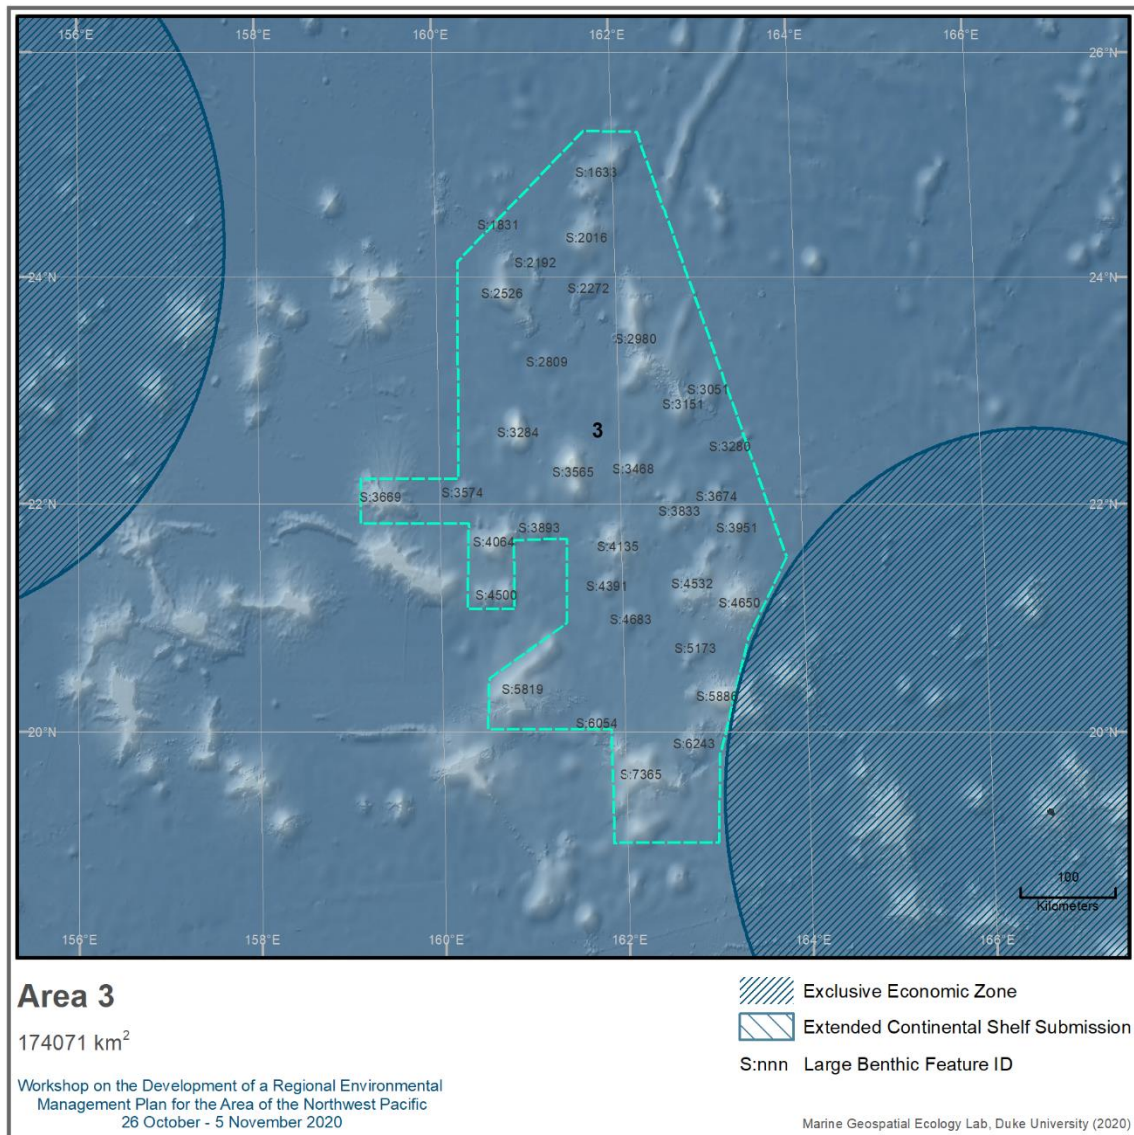 156°E 158°E 160°E 162°E 164°E 166°E
26°N 26°N
S:1633
S:1831
S:2016
S:2192
24°N 24°N
S:2526 S:2272
S:2980
S:2809
S:3051
S:3151
S:3284 3
S:3280
S:3565 S:3468
S:3669 S:3574 S:3674
22°N 22°N
S:3833
S:3893 S:3951
S:4064 S:4135
S:4500 S:4391 S:4532
S:4650
S:4683
S:5173
S:5819 S:5886
S:6054
20°N 20°N
S:6243
S:7365
100
Kilometers
156°E 158°E 160°E 162°E 164°E 166°E
Area 3
174071 km²
Workshop on the Development of a Regional Environmental
Management Plan for the Area of the Northwest Pacific
26 October - 5 November 2020
Exclusive Economic Zone
Extended Continental Shelf Submission
S:nnn Large Benthic Feature ID
Marine Geospatial Ecology Lab, Duke University (2020)